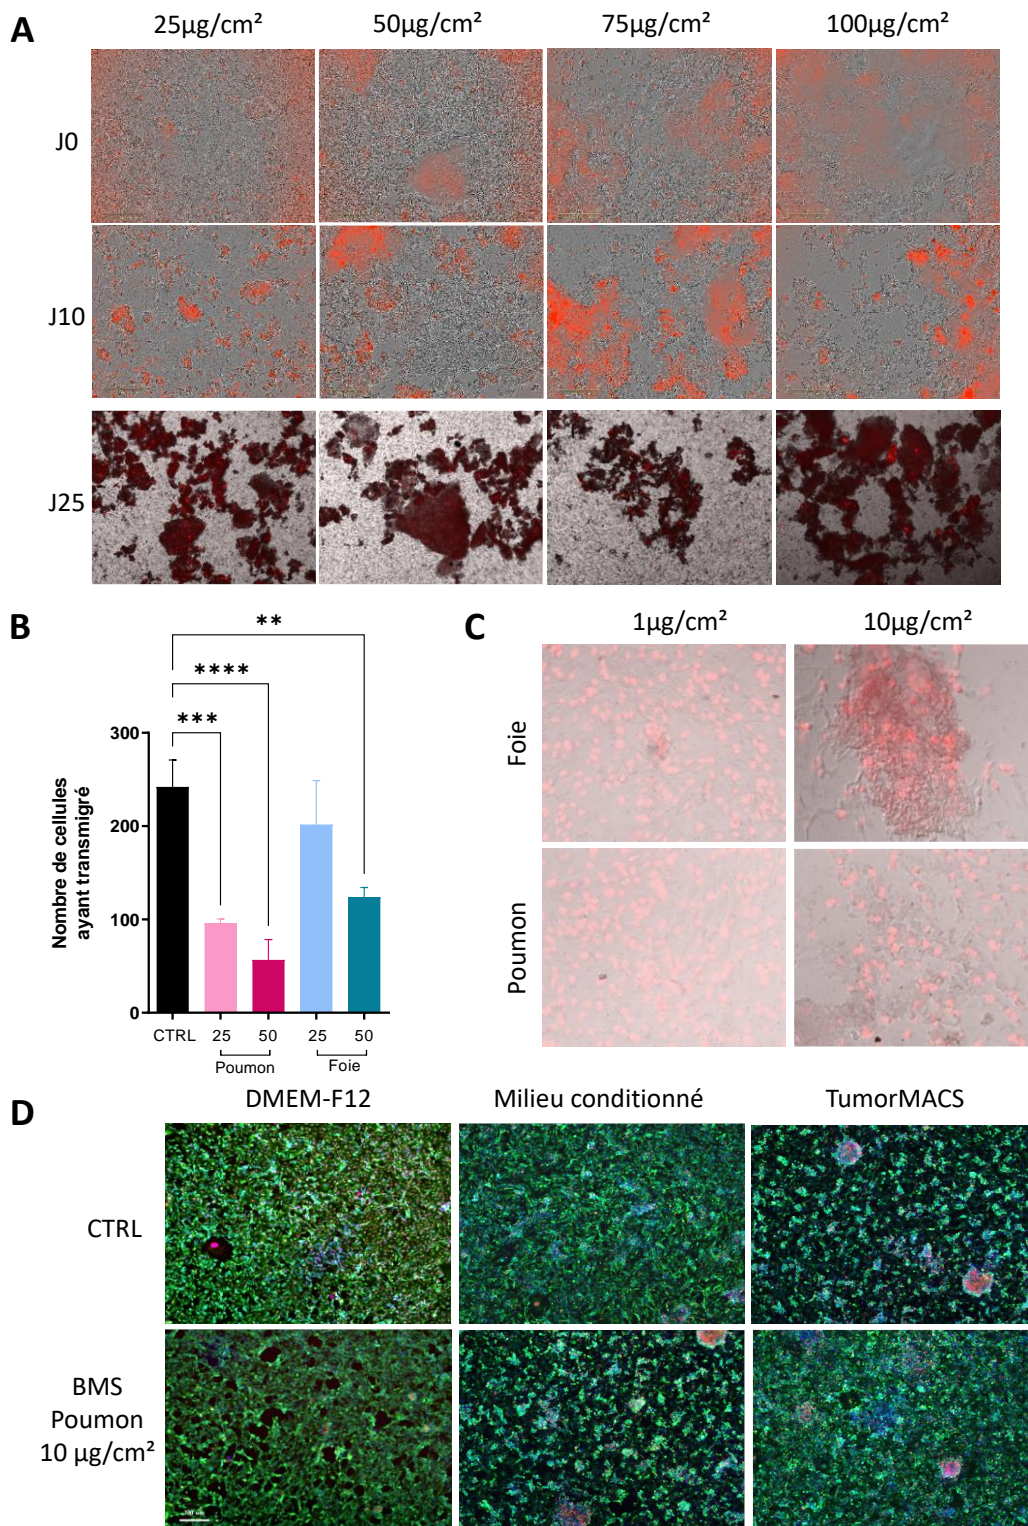 A
25µg/cm²
50µg/cm²
75µg/cm²
100µg/cm²
J0
J10
J25
B
**
****
***
300
200
100
0
Nombre de cellules
ayant transmigré
CTRL
25
50
25
50
Poumon
Foie
C
1µg/cm²
10µg/cm²
Foie
Poumon
D
DMEM-F12
Milieu conditionné
TumorMACS
CTRL
BMS
Poumon
10 µg/cm²